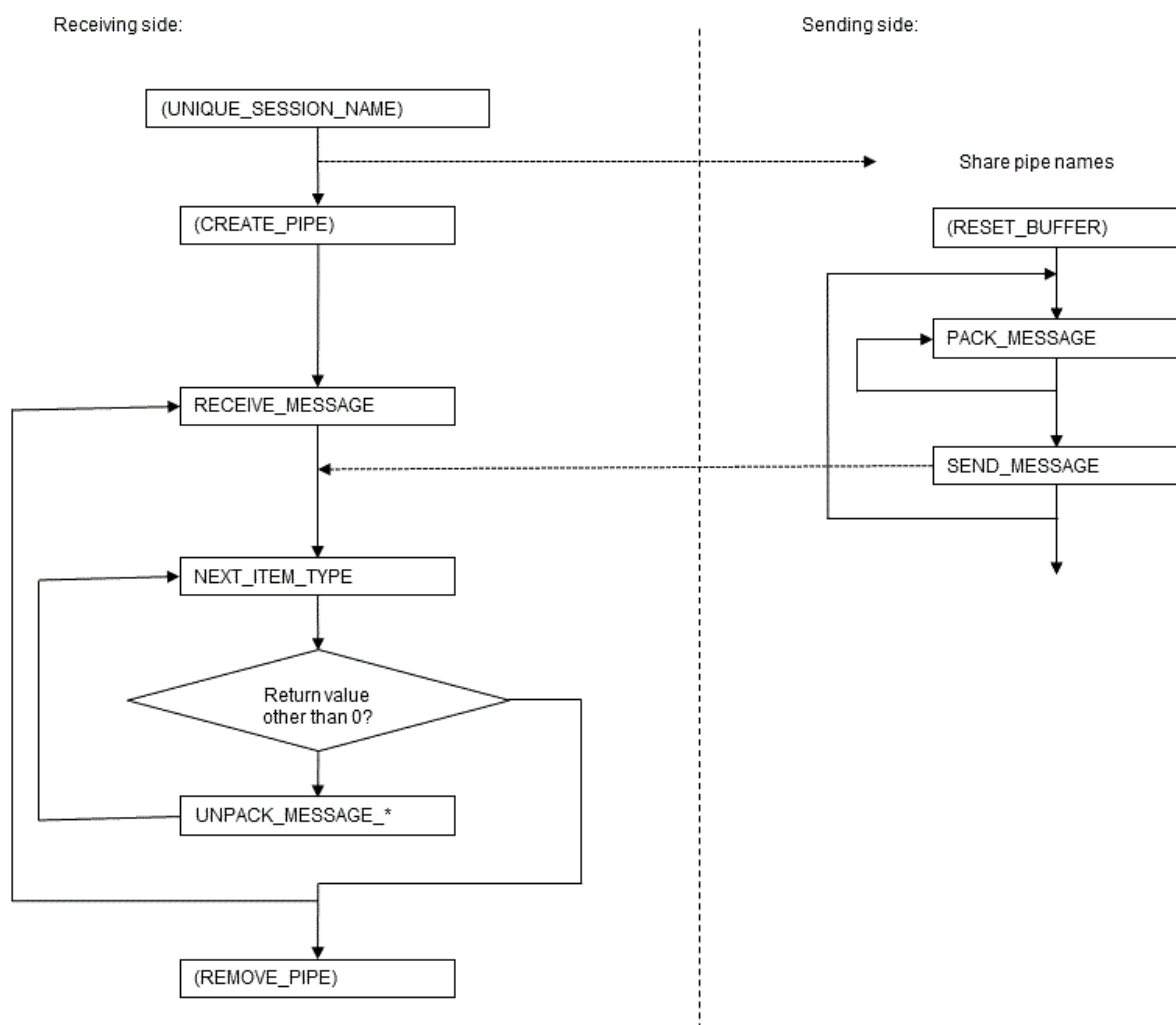 Receiving side:
Sending side:
(UNIQUE_SESSION_NAME)
Share pipe names
(CREATE_PIPE)
(RESET_BUFFER)
PACK_MESSAGE
RECEIVE_MESSAGE
SEND_MESSAGE
NEXT_ITEM_TYPE
Return value
other than 0?
UNPACK_MESSAGE_*
(REMOVE_PIPE)